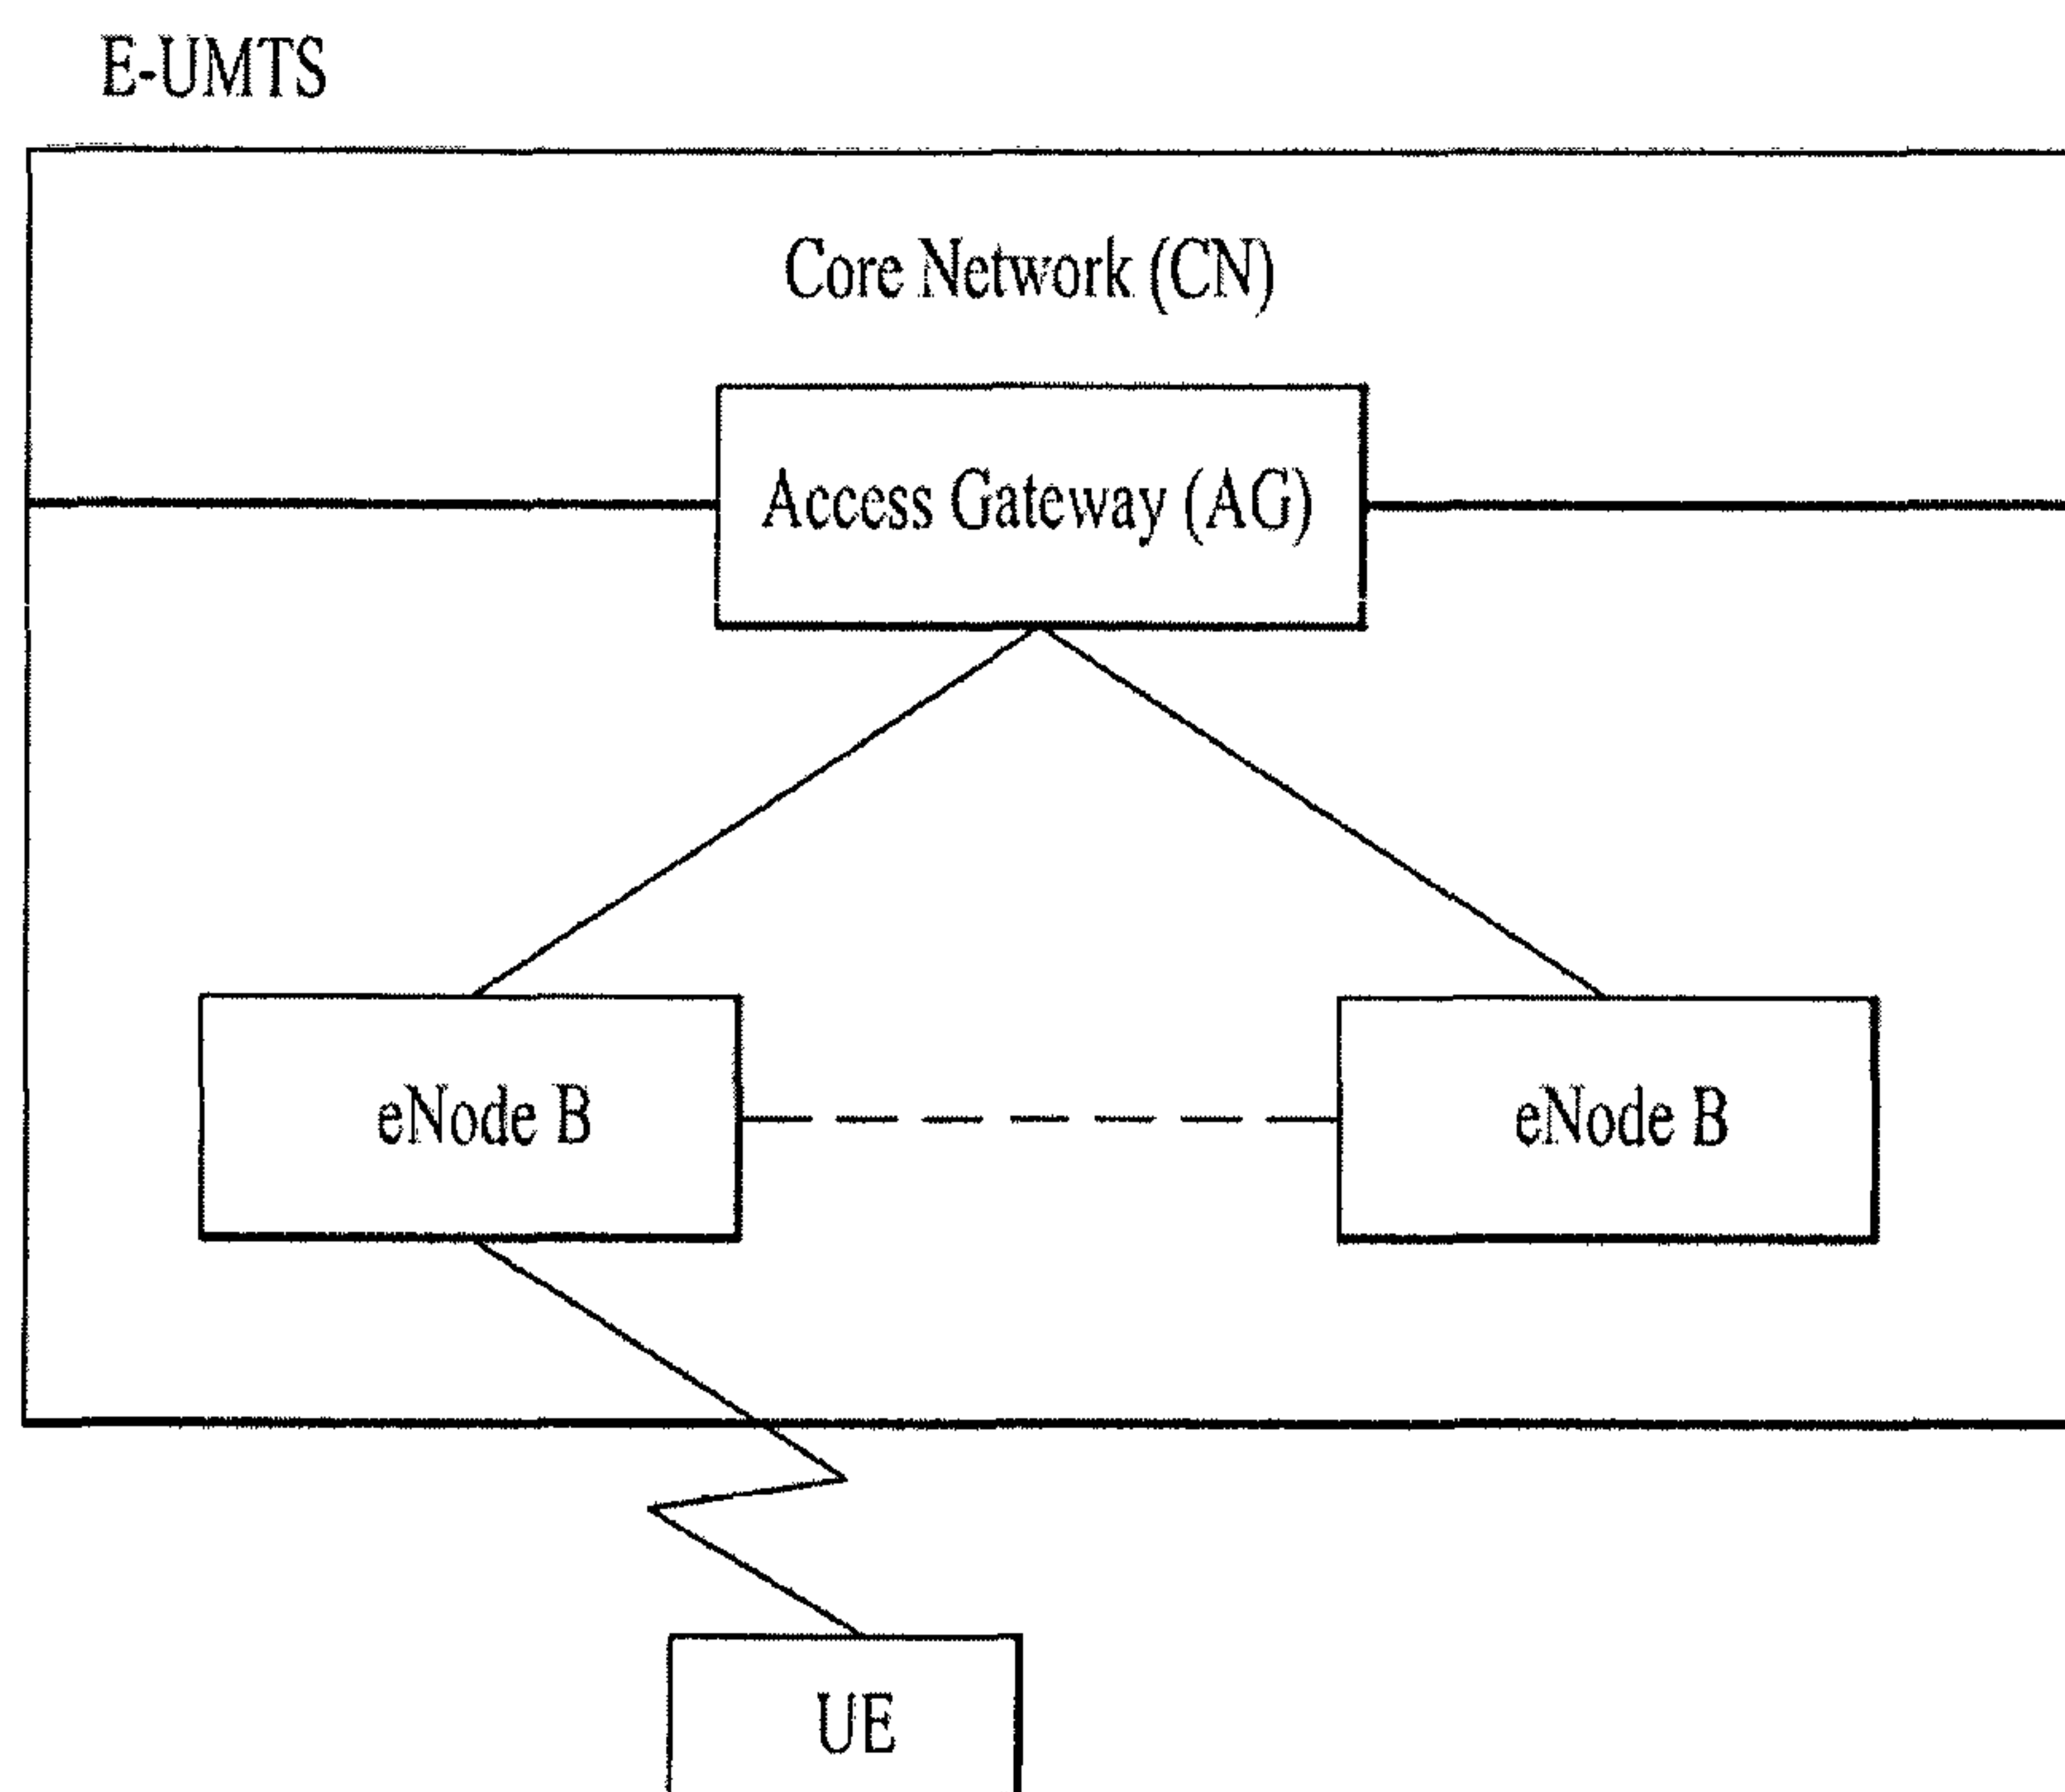 E-UMTS
Core Network (CN)
Access Gateway (AG)
eNode B
eNode B
UE